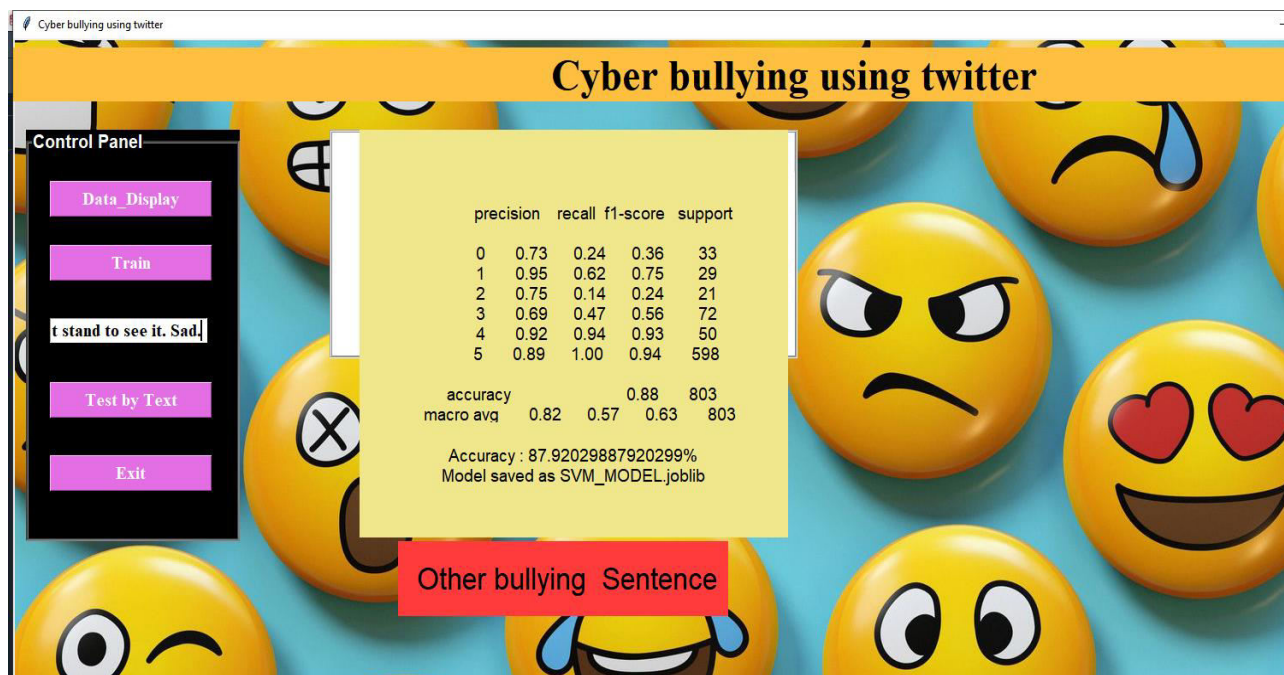 Cyber bullying using twitter
Cyber bullying using twitter
Control Panel
Data_Display
Train
t stand to see it. Sad.
Test by Text
Exit
precision recall f1-score support
0 0.73 0.24 0.36 33
1 0.95 0.62 0.75 29
2 0.75 0.14 0.24 21
3 0.69 0.47 0.56 72
4 0.92 0.94 0.93 50
5 0.89 1.00 0.94 598
accuracy 0.88 803
macro avg 0.82 0.57 0.63 803
Accuracy : 87.92029887920299%
Model saved as SVM_MODEL.joblib
Other bullying Sentence